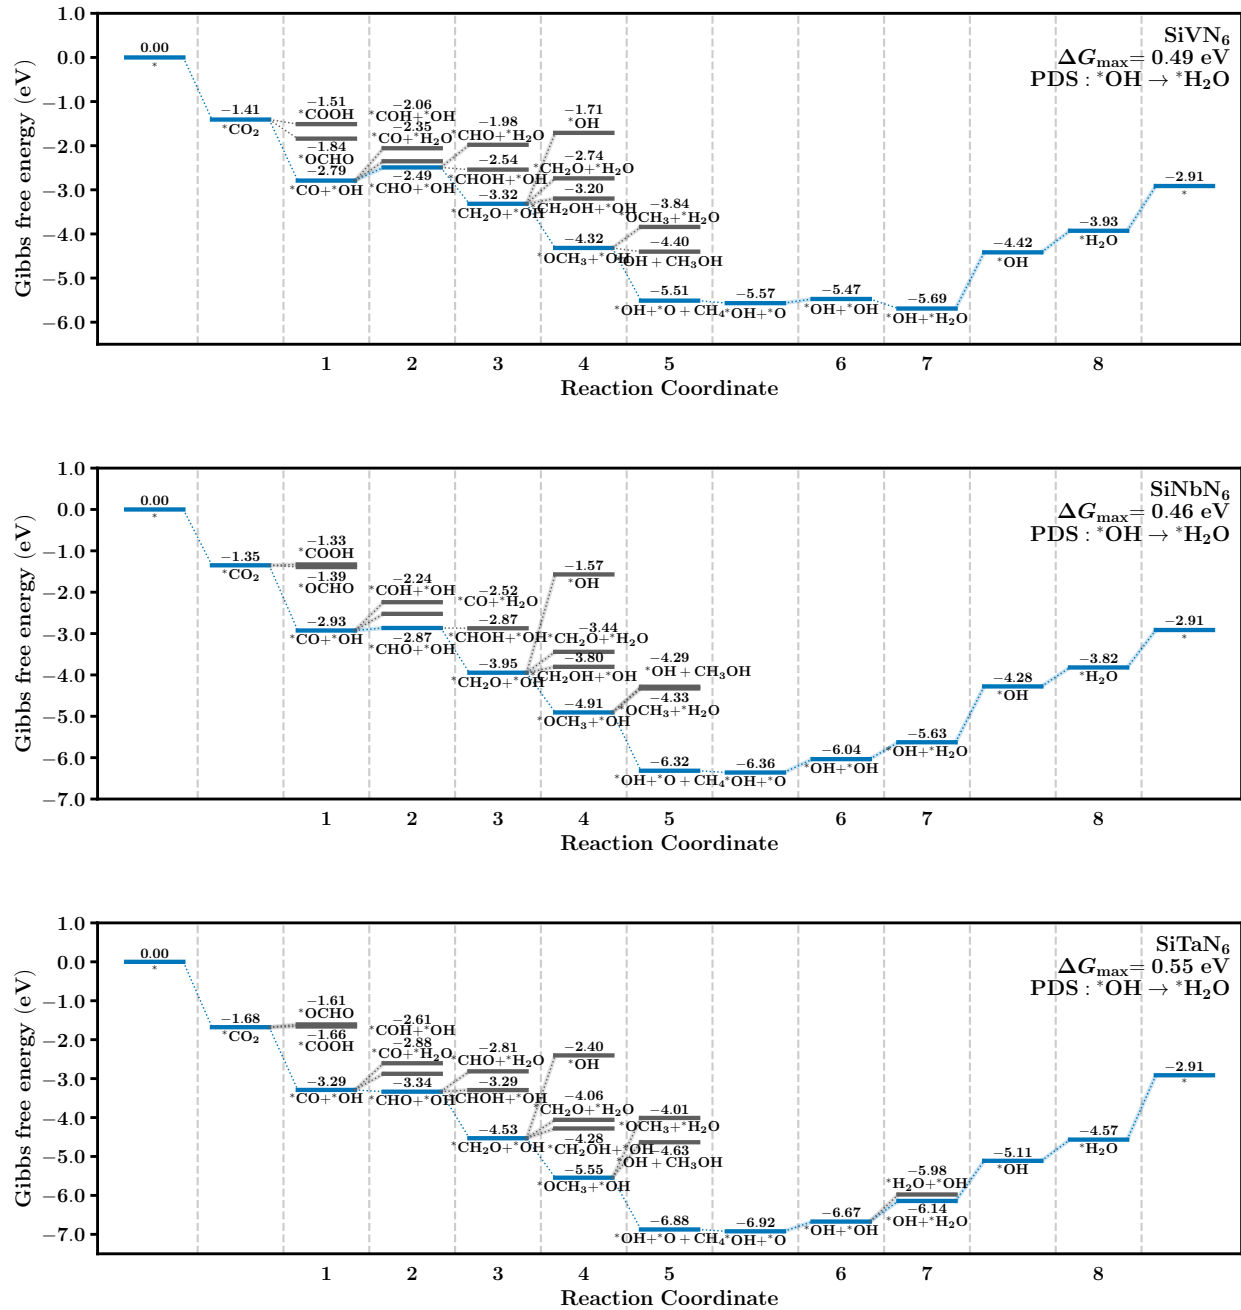 1.0
0.0
−1.0
−2.0
−3.0
−4.0
−5.0
−6.0
Gibbs free energy (eV)
SiVN₆
ΔG_max= 0.49 eV
PDS : *OH → *H₂O
0.00
*
−1.41
*CO₂
−1.51
*COOH
−1.84
*OCHO
−2.79
*CO+*OH
−2.06
*COH+*OH
−2.35
*CO+*H₂O
−2.49
*CHO+*OH
−1.98
*CHO+*H₂O
−2.54
*CHOH+*OH
−3.32
*CH₂O+*OH
−1.71
*OH
−2.74
*CH₂O+*H₂O
−3.20
*CH₂OH+*OH
−4.32
*OCH₃+*OH
−3.84
*OCH₃+*H₂O
−4.40
*OH + CH₃OH
−5.51
*OH+*O + CH₄
−5.57
*OH+*O
−5.47
*OH+*OH
−5.69
*OH+*H₂O
−4.42
*OH
−3.93
*H₂O
−2.91
*
1 2 3 4 5 6 7 8
Reaction Coordinate
1.0
0.0
−1.0
−2.0
−3.0
−4.0
−5.0
−6.0
−7.0
Gibbs free energy (eV)
SiNbN₆
ΔG_max= 0.46 eV
PDS : *OH → *H₂O
0.00
*
−1.35
*CO₂
−1.33
*COOH
−1.39
*OCHO
−2.93
*CO+*OH
−2.24
*COH+*OH
−2.87
*CHO+*OH
−2.52
*CO+*H₂O
−2.87
*CHOH+*OH
−3.95
*CH₂O+*OH
−1.57
*OH
−3.44
*CH₂O+*H₂O
−3.80
*CH₂OH+*OH
−4.91
*OCH₃+*OH
−4.29
*OH + CH₃OH
−4.33
*OCH₃+*H₂O
−6.32
*OH+*O + CH₄
−6.36
*OH+*O
−6.04
*OH+*OH
−5.63
*OH+*H₂O
−4.28
*OH
−3.82
*H₂O
−2.91
*
1 2 3 4 5 6 7 8
Reaction Coordinate
1.0
0.0
−1.0
−2.0
−3.0
−4.0
−5.0
−6.0
−7.0
Gibbs free energy (eV)
SiTaN₆
ΔG_max= 0.55 eV
PDS : *OH → *H₂O
0.00
*
−1.68
*CO₂
−1.61
*OCHO
−1.66
*COOH
−3.29
*CO+*OH
−2.61
*COH+*OH
−2.88
*CO+*H₂O
−3.34
*CHO+*OH
−2.81
*CHO+*H₂O
−3.29
*CHOH+*OH
−4.53
*CH₂O+*OH
−2.40
*OH
−4.06
*CH₂O+*H₂O
−4.28
*CH₂OH+*OH
−5.55
*OCH₃+*OH
−4.01
*OCH₃+*H₂O
−4.63
*OH + CH₃OH
−6.88
*OH+*O + CH₄
−6.92
*OH+*O
−6.67
*OH+*OH
−5.98
*H₂O+*OH
−6.14
*OH+*H₂O
−5.11
*OH
−4.57
*H₂O
−2.91
*
1 2 3 4 5 6 7 8
Reaction Coordinate